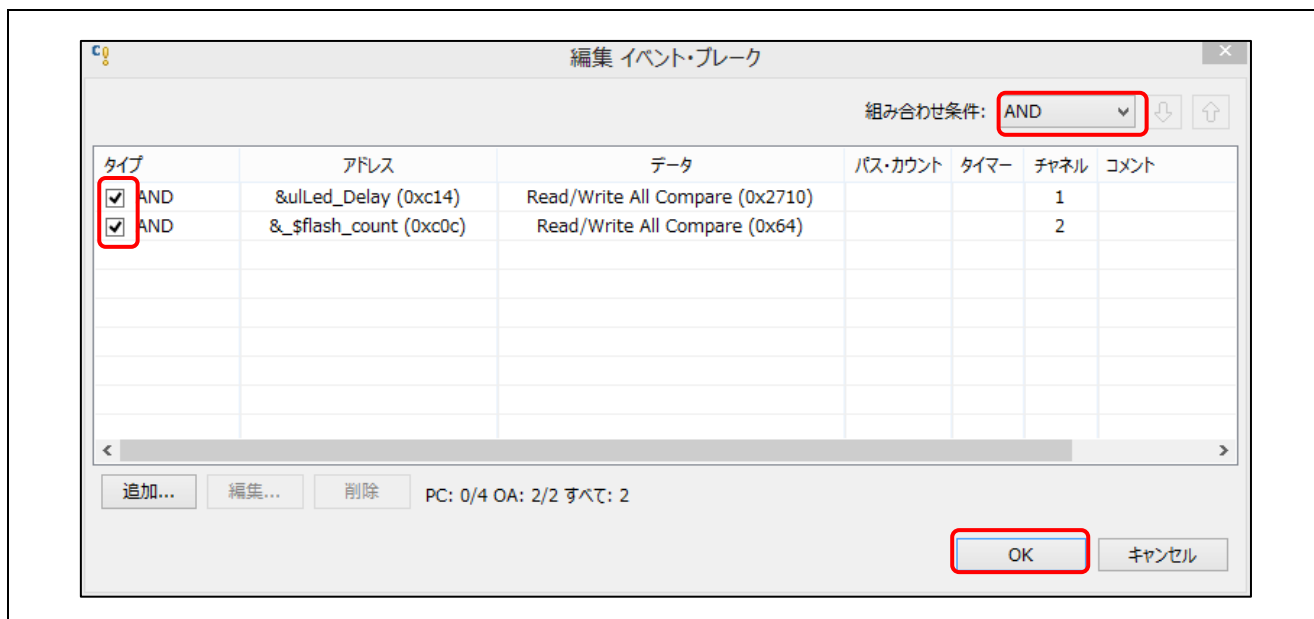 編集 イベント・ブレーク
組み合わせ条件: AND
タイプ アドレス データ パス・カウント タイマー チャネル コメント
AND &ulLed_Delay (0xc14) Read/Write All Compare (0x2710) 1
AND &_$flash_count (0xc0c) Read/Write All Compare (0x64) 2
追加... 編集... 削除 PC: 0/4 OA: 2/2 すべて: 2
OK キャンセル